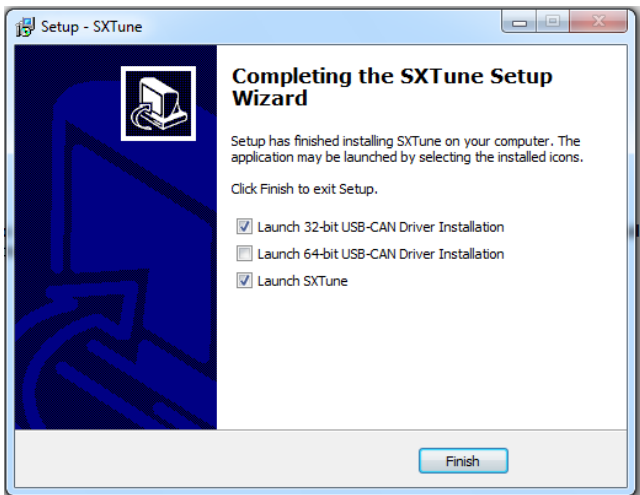 Setup - SXTune
Completing the SXTune Setup
Wizard
Setup has finished installing SXTune on your computer. The
application may be launched by selecting the installed icons.
Click Finish to exit Setup.
Launch 32-bit USB-CAN Driver Installation
Launch 64-bit USB-CAN Driver Installation
Launch SXTune
Finish